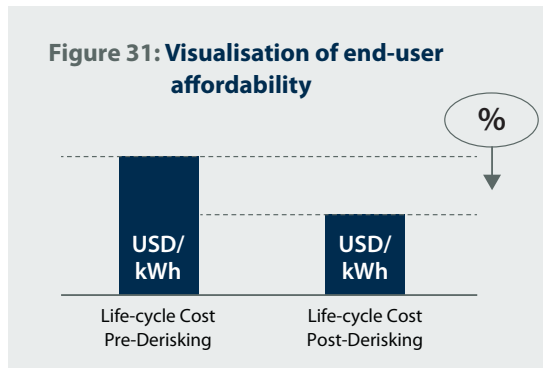 Figure 31: Visualisation of end-user
affordability
%
USD/
kWh
USD/
kWh
Life-cycle Cost
Pre-Derisking
Life-cycle Cost
Post-Derisking